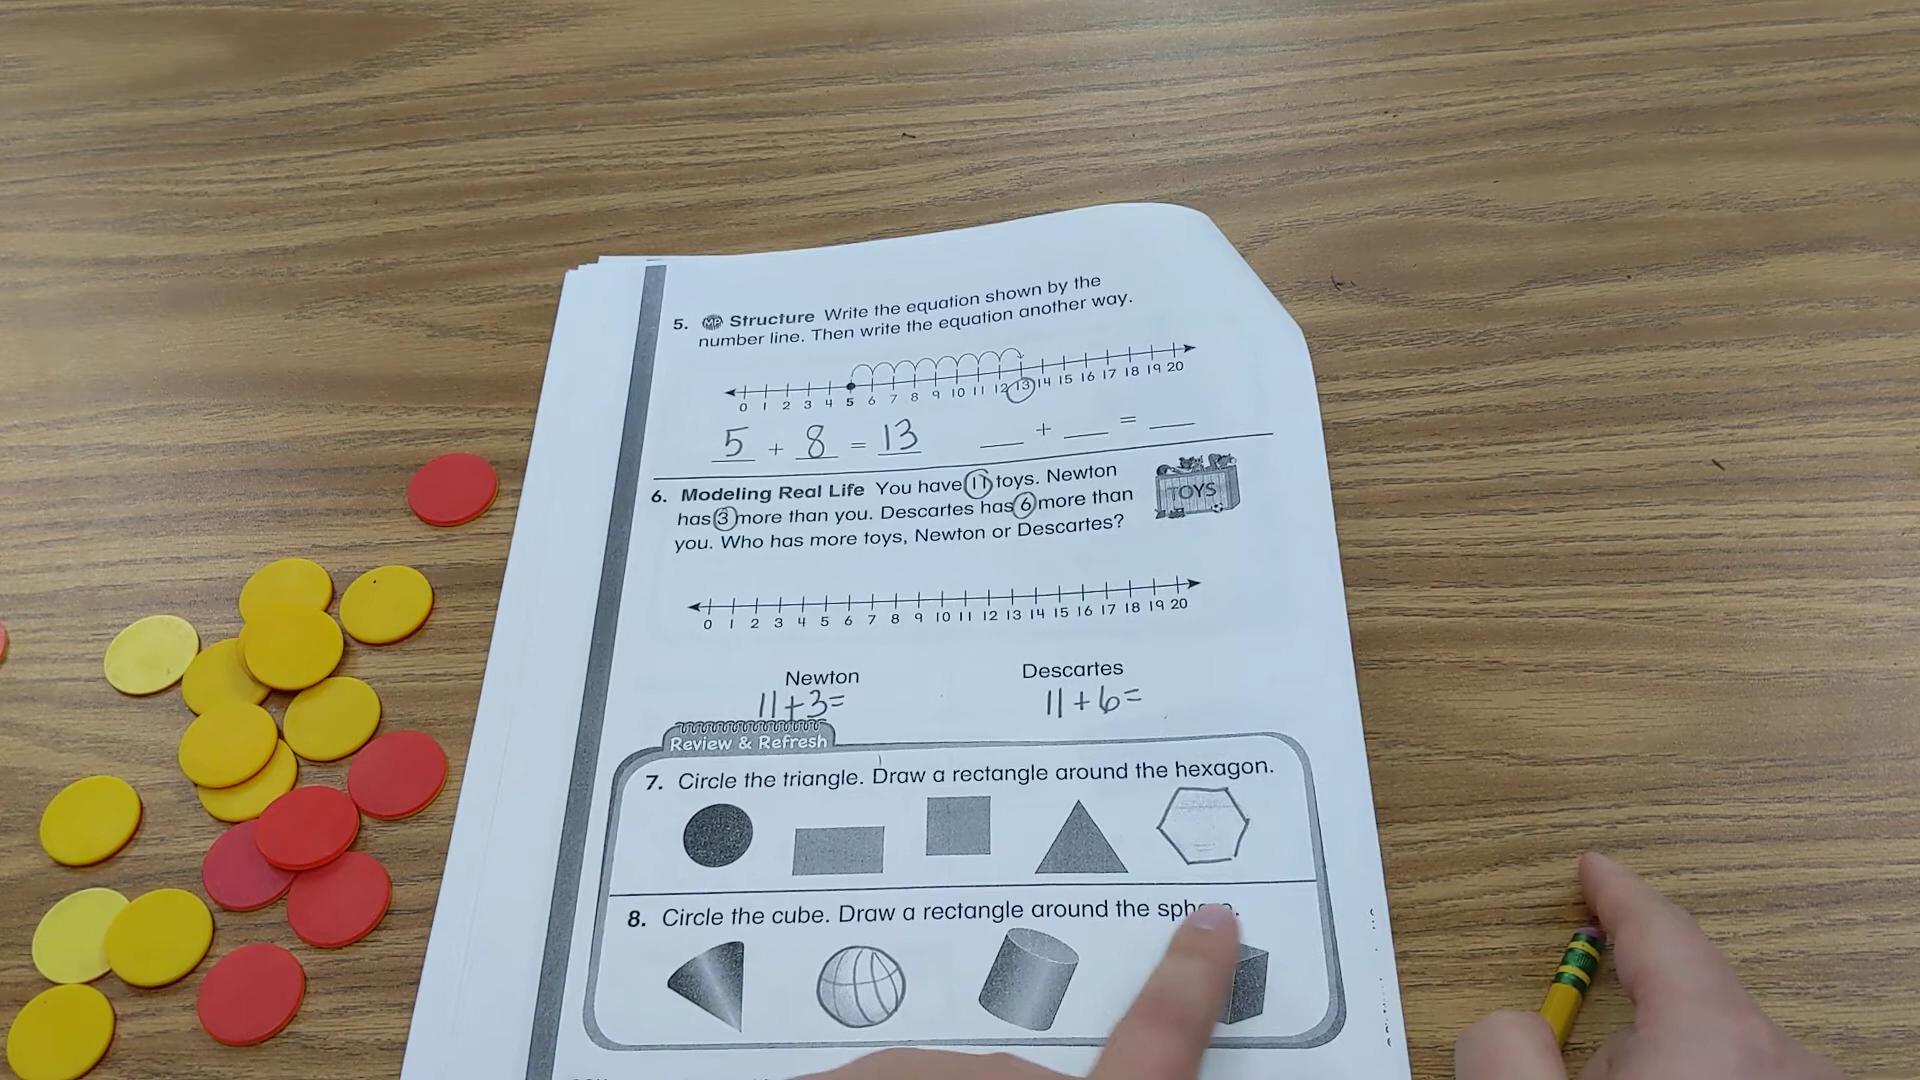 5. MP Structure Write the equation shown by the
number line. Then write the equation another way.
0 1 2 3 4 5 6 7 8 9 10 11 12 13 14 15 16 17 18 19 20
5 + 8 = 13 __ + __ = __
6. Modeling Real Life You have 11 toys. Newton
has 3 more than you. Descartes has 6 more than
you. Who has more toys, Newton or Descartes?
TOYS
0 1 2 3 4 5 6 7 8 9 10 11 12 13 14 15 16 17 18 19 20
Newton Descartes
11+3= 11+6=
Review & Refresh
7. Circle the triangle. Draw a rectangle around the hexagon.
8. Circle the cube. Draw a rectangle around the